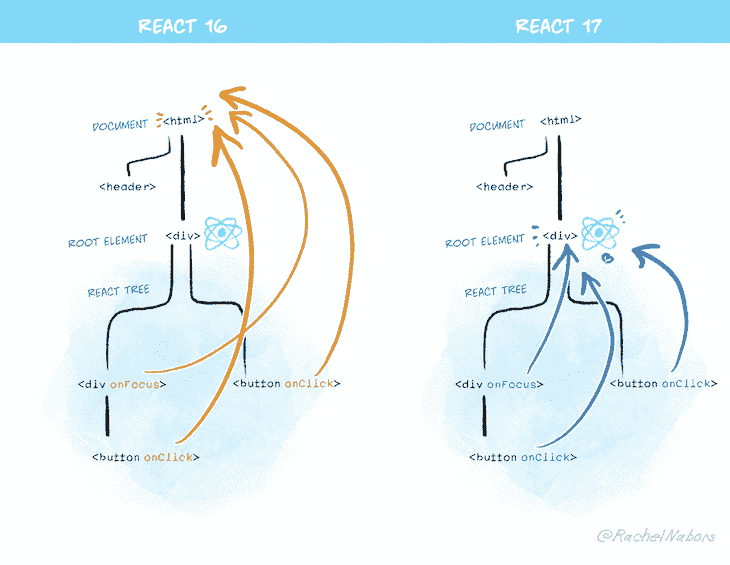 REACT 16
DOCUMENT <html>
<header>
ROOT ELEMENT <div>
REACT TREE
<div onFocus> <button onClick>
<button onClick>
REACT 17
DOCUMENT <html>
<header>
ROOT ELEMENT <div>
REACT TREE
<div onFocus> <button onClick>
<button onClick>
@RachelNabors